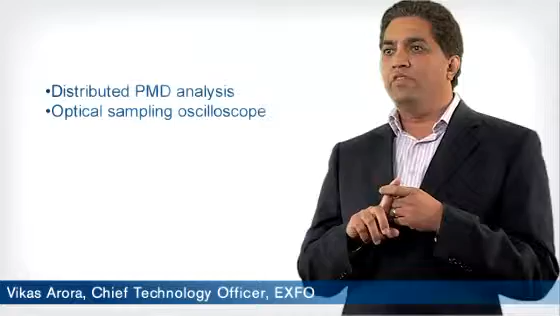 •Distributed PMD analysis
•Optical sampling oscilloscope
Vikas Arora, Chief Technology Officer, EXFO